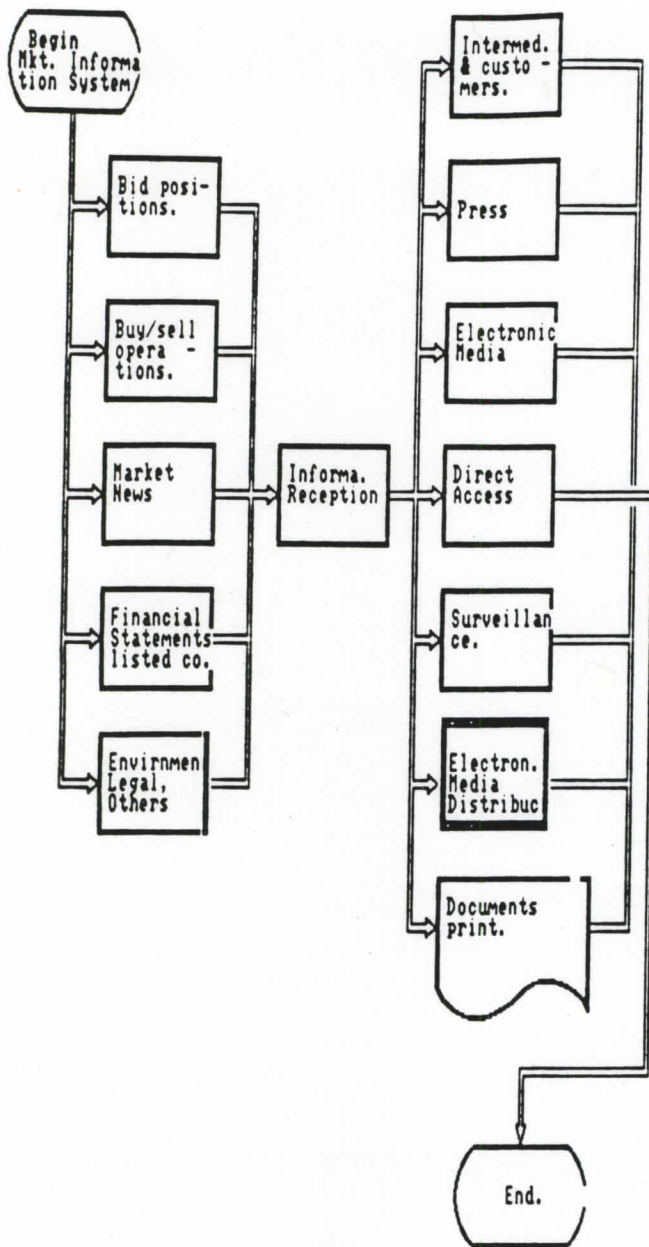 Begin
Mkt. Informa
tion System
Bid posi-
tions.
Buy/sell
opera -
tions.
Market
News
Financial
Statements
listed co.
Envirnmen
Legal,
Others
Informa.
Reception
Intermed.
& custo -
mers.
Press
Electronic
Media
Direct
Access
Surveillan
ce.
Electron.
Media
Distribuc
Documents
print.
End.